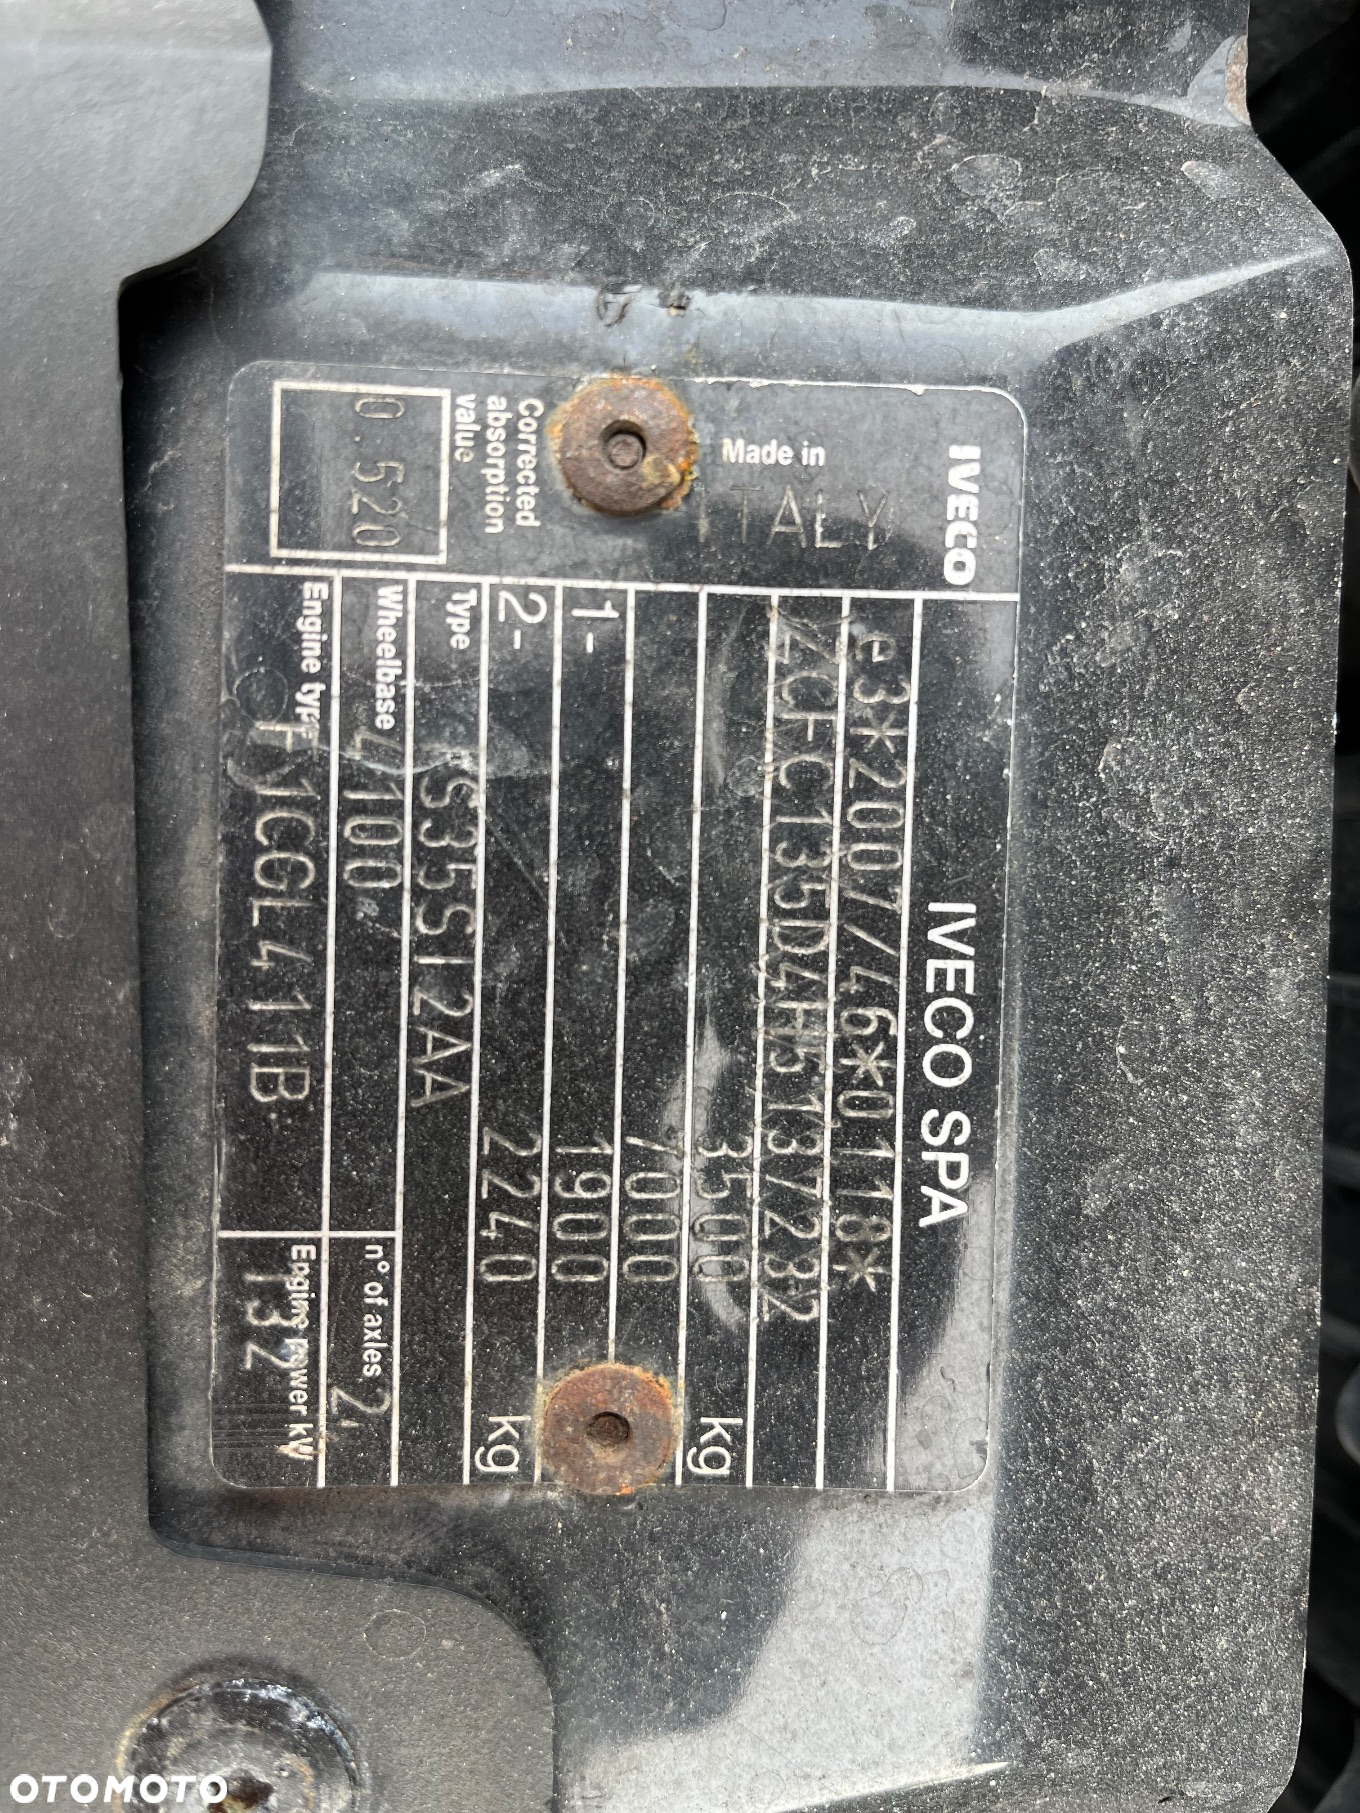 IVECO
IVECO SPA
Made in
ITALY
e3*2007/46*0118*
ZCFC135D4H5137232
3500 kg
7000
1- 1900
2- 2240 kg
Corrected
absorption
value
0.520
Type S35S12AA
Wheelbase 4100
n° of axles 2
Engine type F1CGL411B
Engine Power kW 132
OTOMOTO